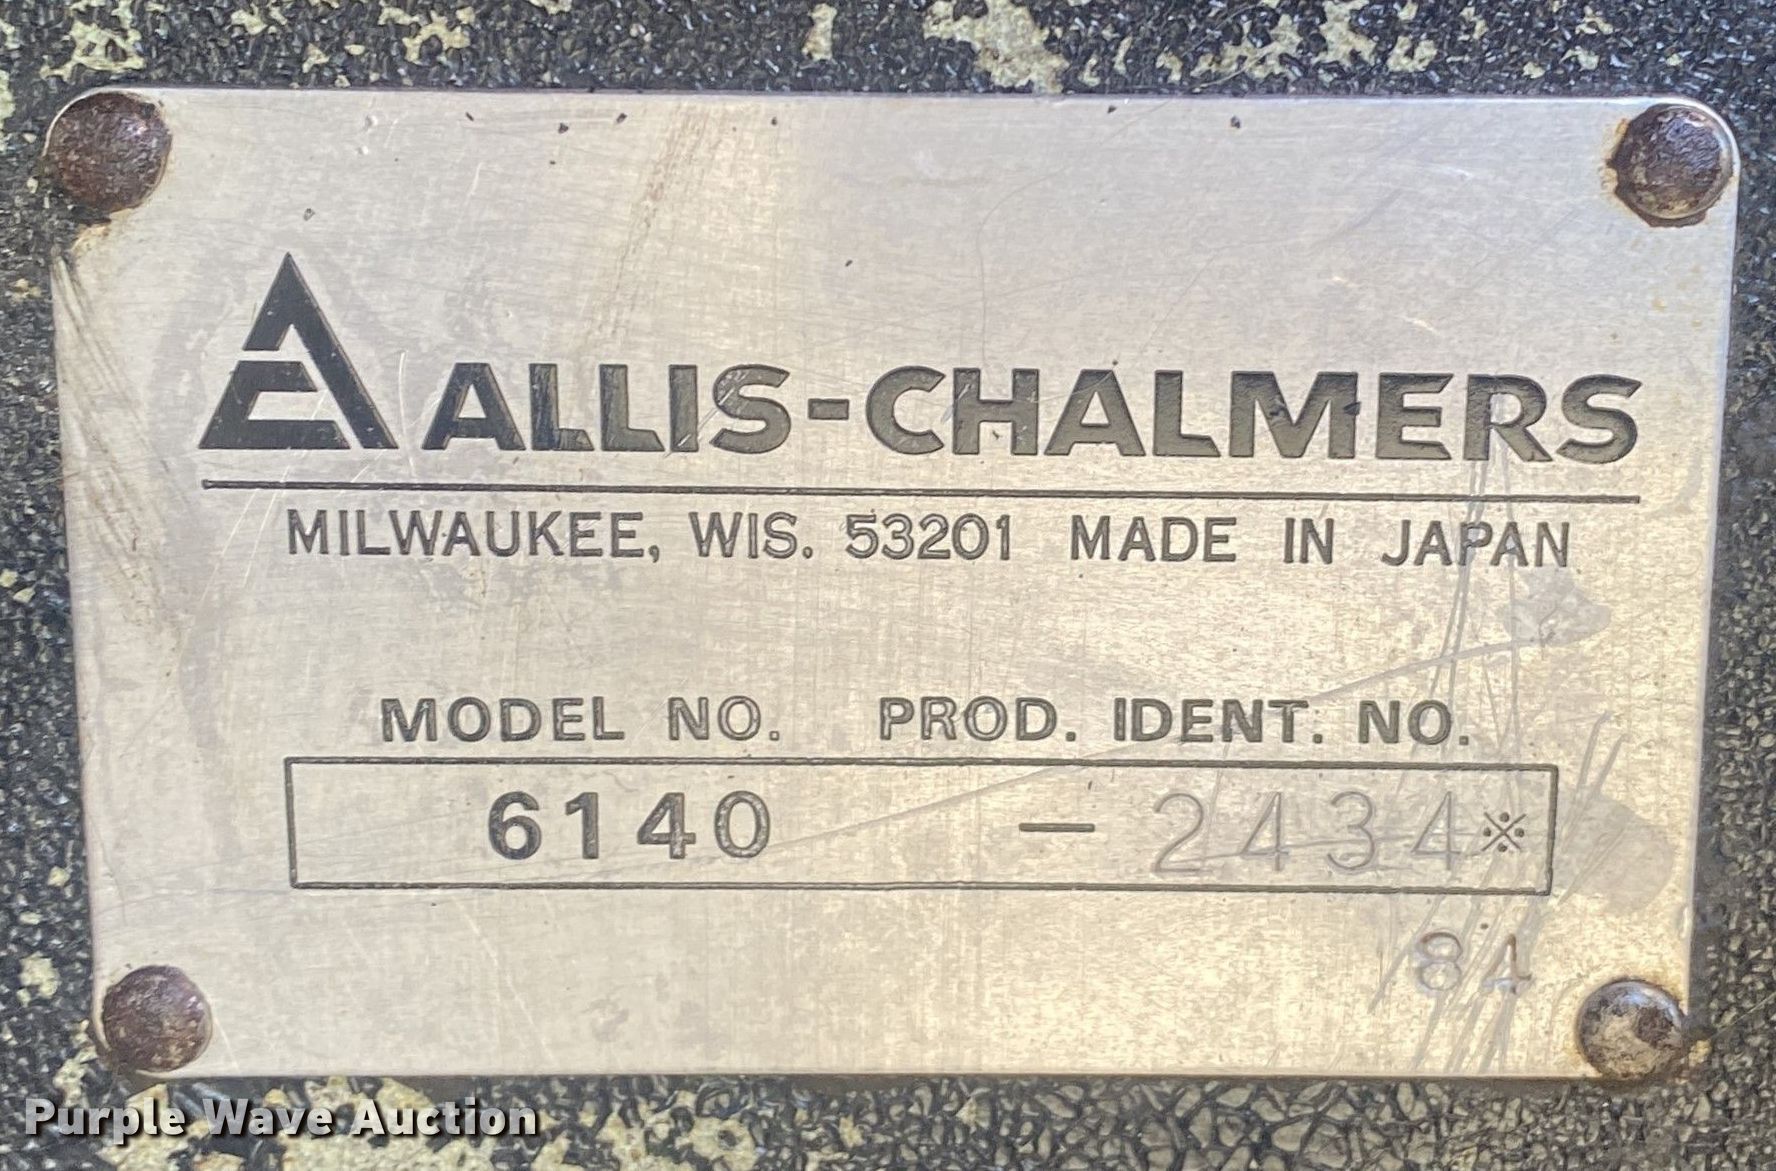 ALLIS-CHALMERS
MILWAUKEE, WIS. 53201 MADE IN JAPAN
MODEL NO. PROD. IDENT. NO.
6140 - 2434※
84
Purple Wave Auction